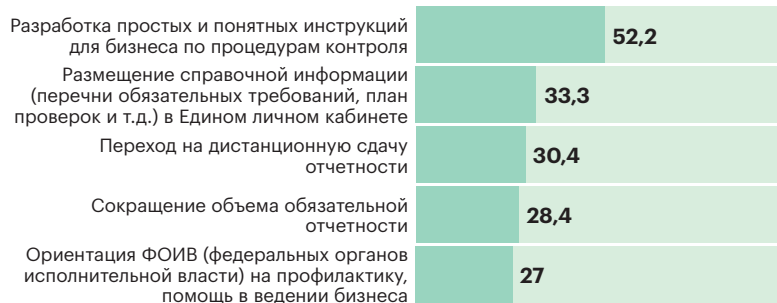 Разработка простых и понятных инструкций
для бизнеса по процедурам контроля
52,2
Размещение справочной информации
(перечни обязательных требований, план
проверок и т.д.) в Едином личном кабинете
33,3
Переход на дистанционную сдачу
отчетности
30,4
Сокращение объема обязательной
отчетности
28,4
Ориентация ФОИВ (федеральных органов
исполнительной власти) на профилактику,
помощь в ведении бизнеса
27